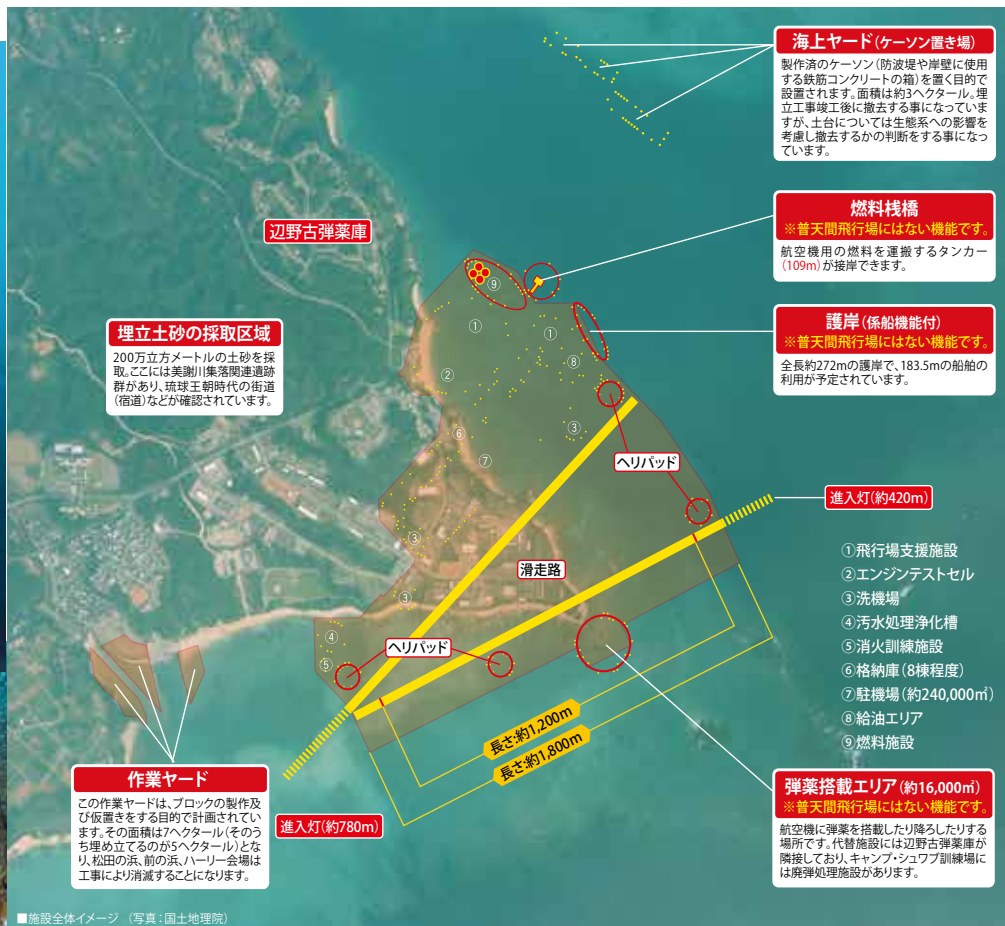 海上ヤード(ケーソン置き場)
製作済のケーソン(防波堤や岸壁に使用
する鉄筋コンクリートの箱)を置く目的で
設置されます。面積は約3ヘクタール。埋
立工事竣工後に撤去する事になっていま
すが、土台については生態系への影響を
考慮し撤去するかの判断をする事になっ
ています。
燃料桟橋
※普天間飛行場にはない機能です。
航空機用の燃料を運搬するタンカー
(109m)が接岸できます。
辺野古弾薬庫
護岸(係船機能付)
※普天間飛行場にはない機能です。
全長約272mの護岸で、183.5mの船舶の
利用が予定されています。
埋立土砂の採取区域
200万立方メートルの土砂を採
取。ここには美謝川集落関連遺跡
群があり、琉球王朝時代の街道
(宿道)などが確認されています。
⑨
①
①
⑧
②
③
⑥
⑦
③
③
④
⑤
ヘリパッド
進入灯(約420m)
滑走路
ヘリパッド
①飛行場支援施設
②エンジンテストセル
③洗機場
④汚水処理浄化槽
⑤消火訓練施設
⑥格納庫(8棟程度)
⑦駐機場(約240,000㎡)
⑧給油エリア
⑨燃料施設
長さ:約1,200m
長さ:約1,800m
作業ヤード
この作業ヤードは、ブロックの製作及
び仮置きをする目的で計画されてい
ます。その面積は7ヘクタール(そのう
ち埋め立てるのが5ヘクタール)とな
り、松田の浜、前の浜、ハーリー会場は
工事により消滅することになります。
進入灯(約780m)
弾薬搭載エリア(約16,000㎡)
※普天間飛行場にはない機能です。
航空機に弾薬を搭載したり降ろしたりする
場所です。代替施設には辺野古弾薬庫が
隣接しており、キャンプ・シュワブ訓練場に
は廃弾処理施設があります。
■施設全体イメージ (写真:国土地理院)